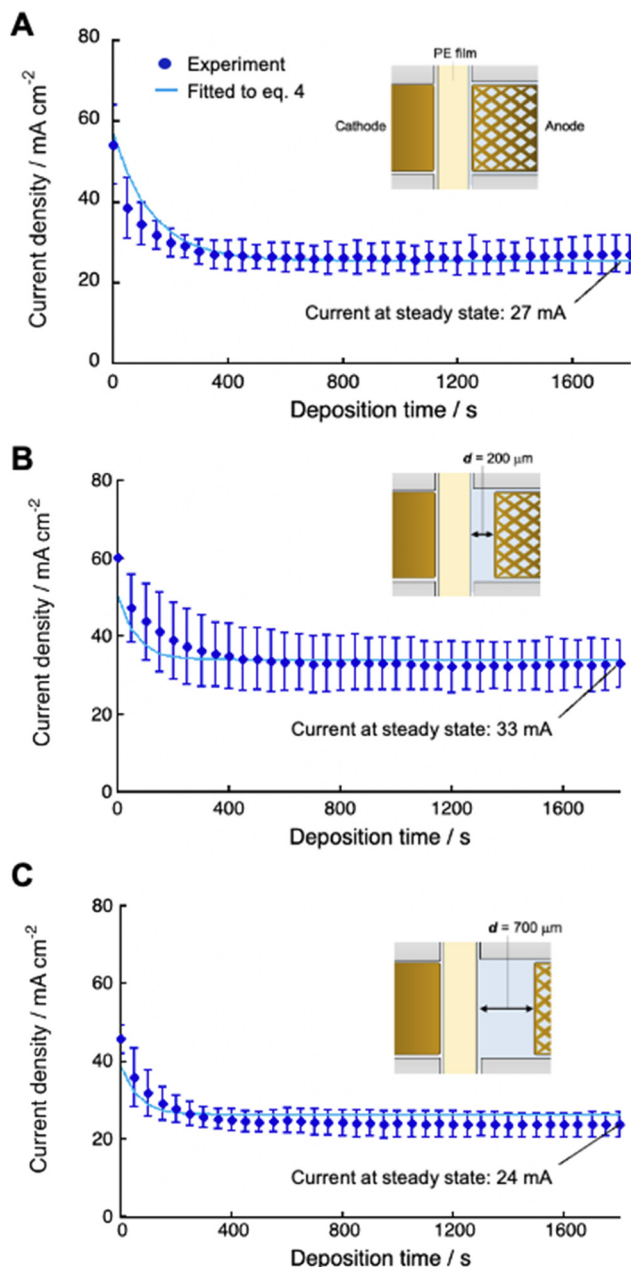 A
80
60
40
20
0
Current density / mA cm-2
Experiment
Fitted to eq. 4
PE film
Cathode
Anode
Current at steady state: 27 mA
0
400
800
1200
1600
Deposition time / s
B
80
60
40
20
0
Current density / mA cm-2
d = 200 μm
Current at steady state: 33 mA
0
400
800
1200
1600
Deposition time / s
C
80
60
40
20
0
Current density / mA cm-2
d = 700 μm
Current at steady state: 24 mA
0
400
800
1200
1600
Deposition time / s